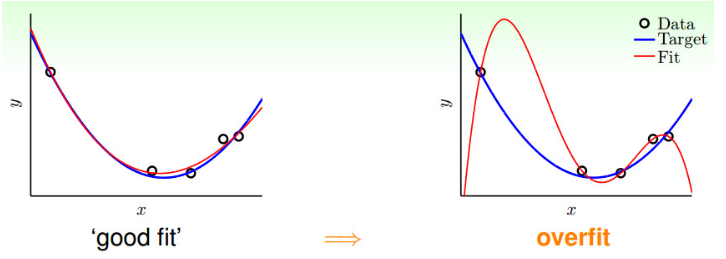 Data
Target
Fit
y
y
x
x
'good fit'
⟹
overfit